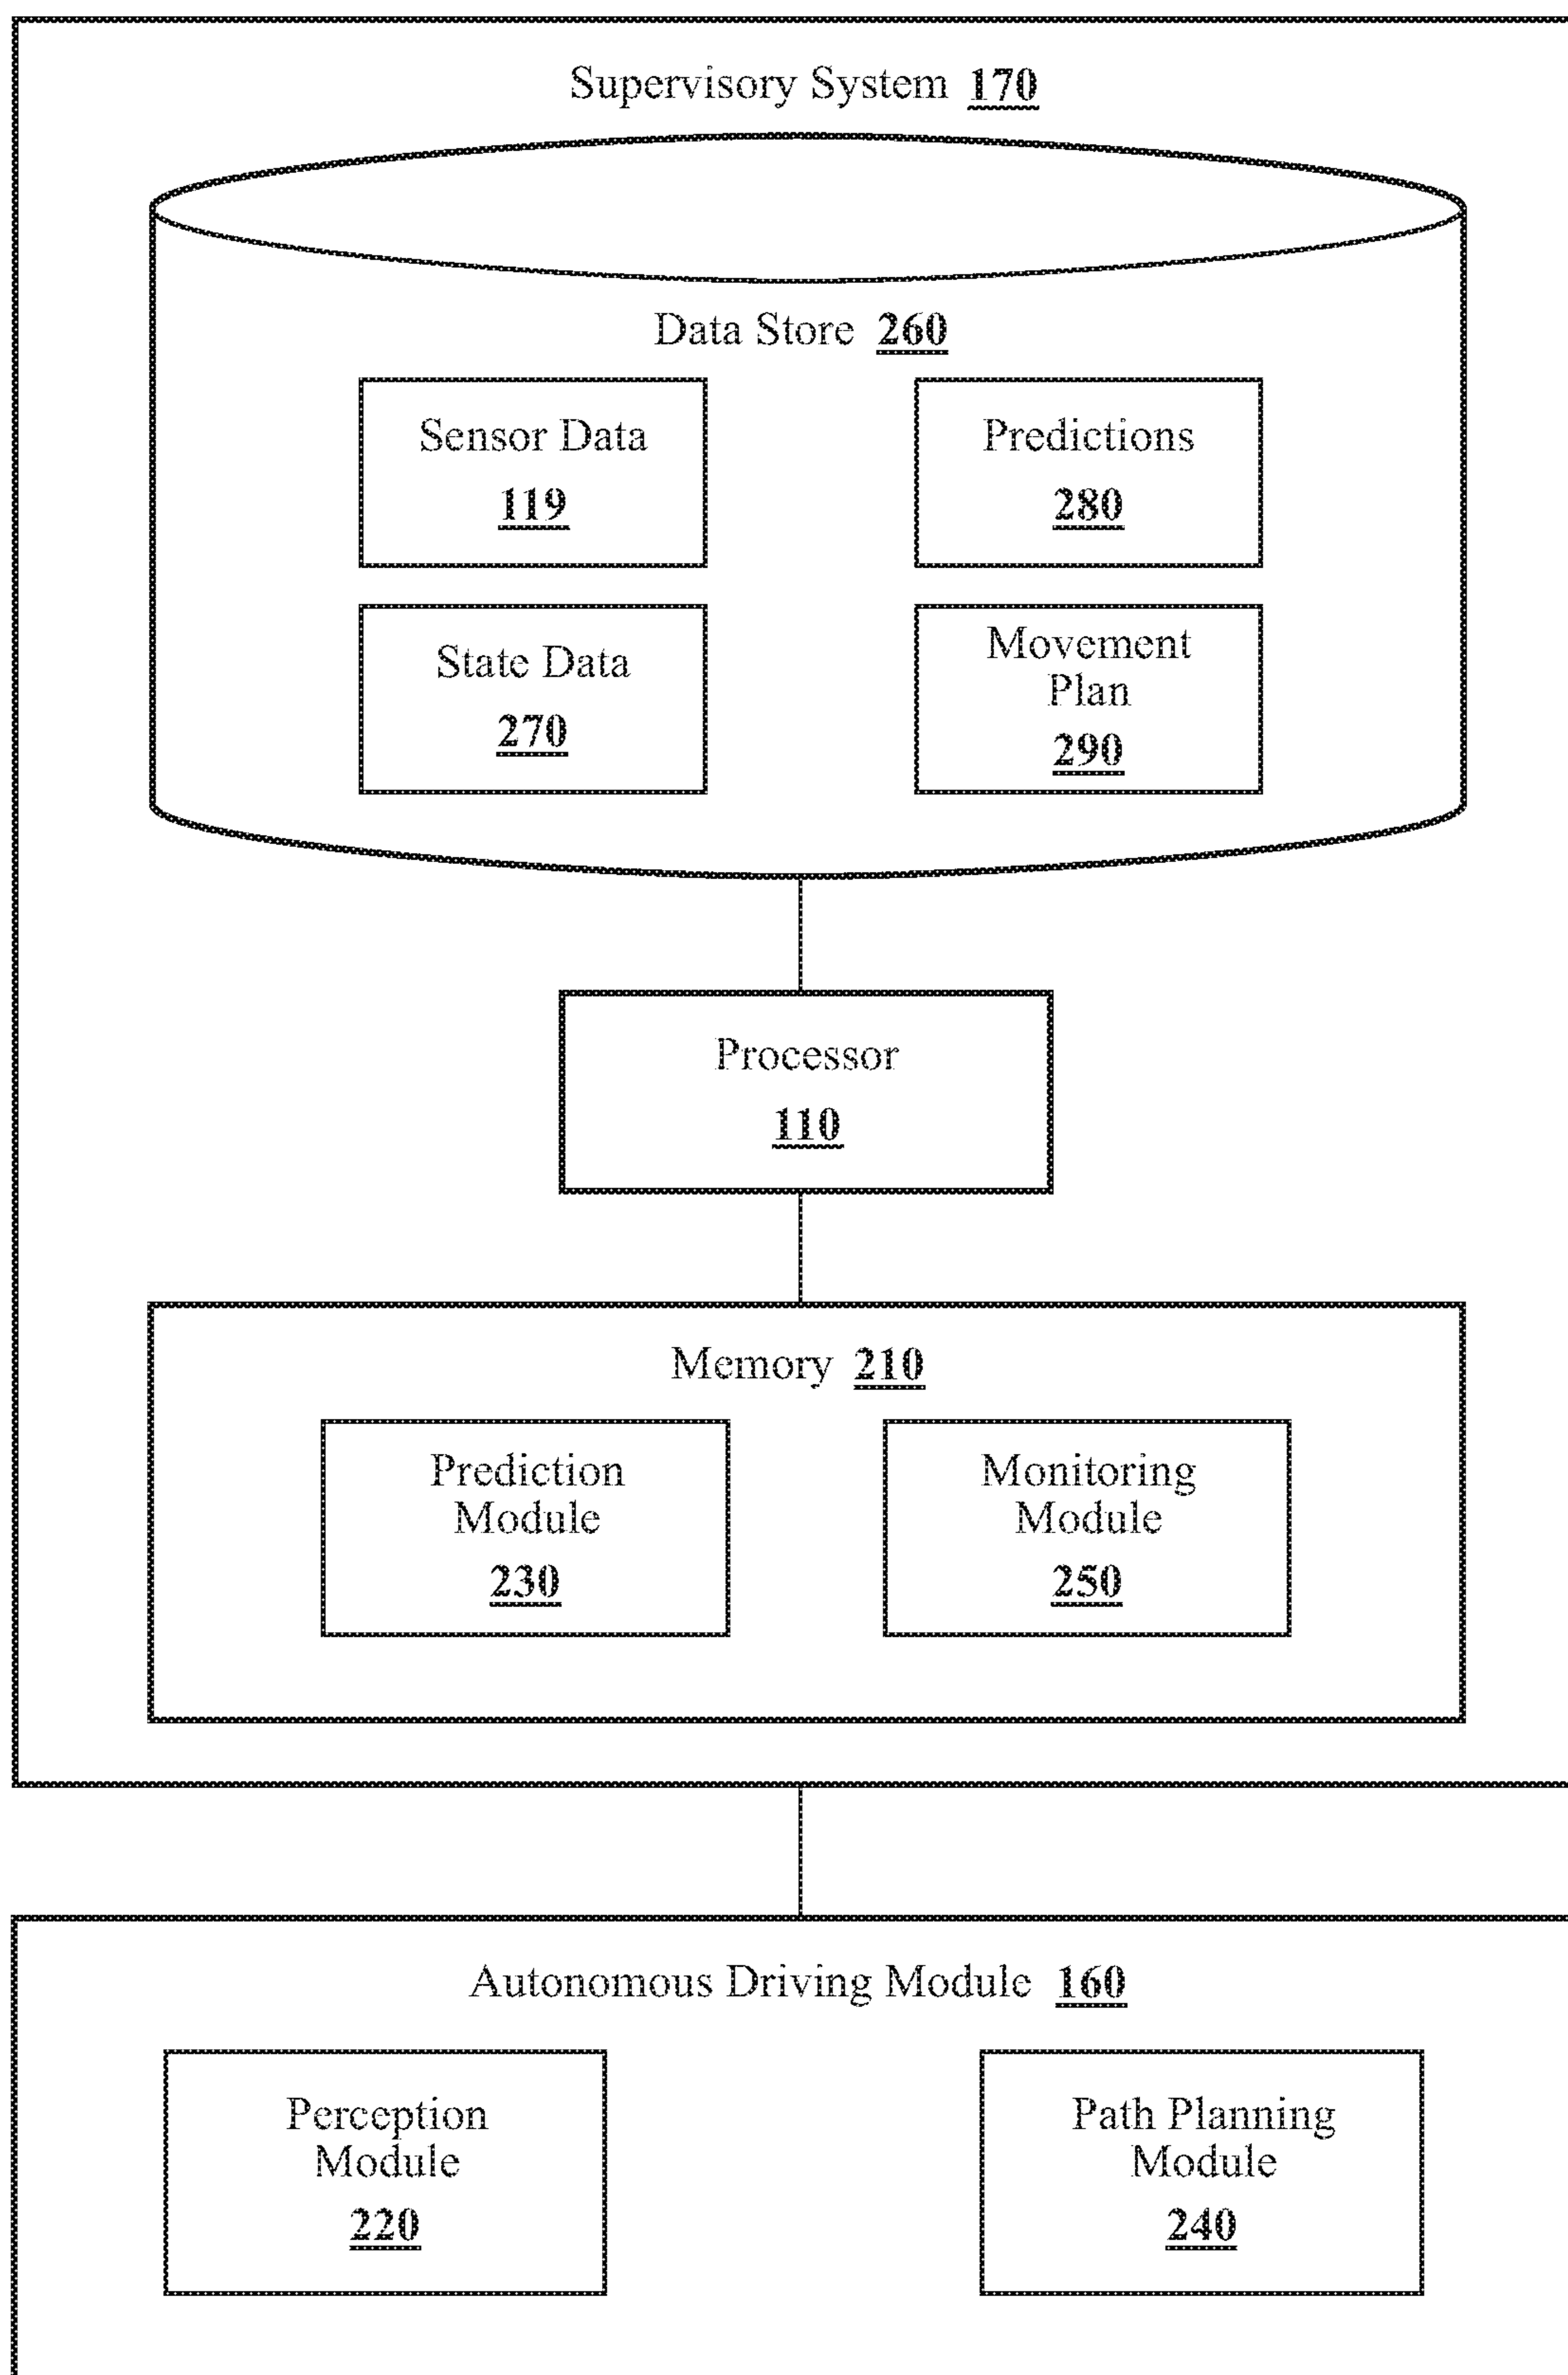 Supervisory System 170
Data Store 260
Sensor Data
119
Predictions
280
State Data
270
Movement
Plan
290
Processor
110
Memory 210
Prediction
Module
230
Monitoring
Module
250
Autonomous Driving Module 160
Perception
Module
220
Path Planning
Module
240